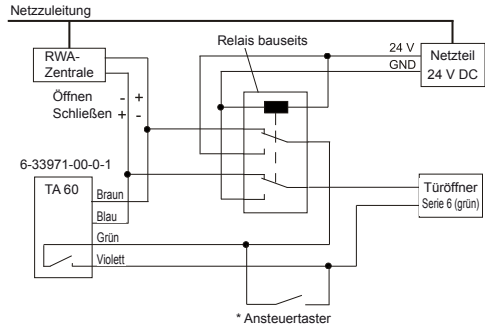 Netzzuleitung
Relais bauseits
24 V
GND
Netzteil
24 V DC
RWA-
Zentrale
Öffnen - +
Schließen + -
6-33971-00-0-1
TA 60
Braun
Blau
Grün
Violett
Türöffner
Serie 6 (grün)
* Ansteuertaster